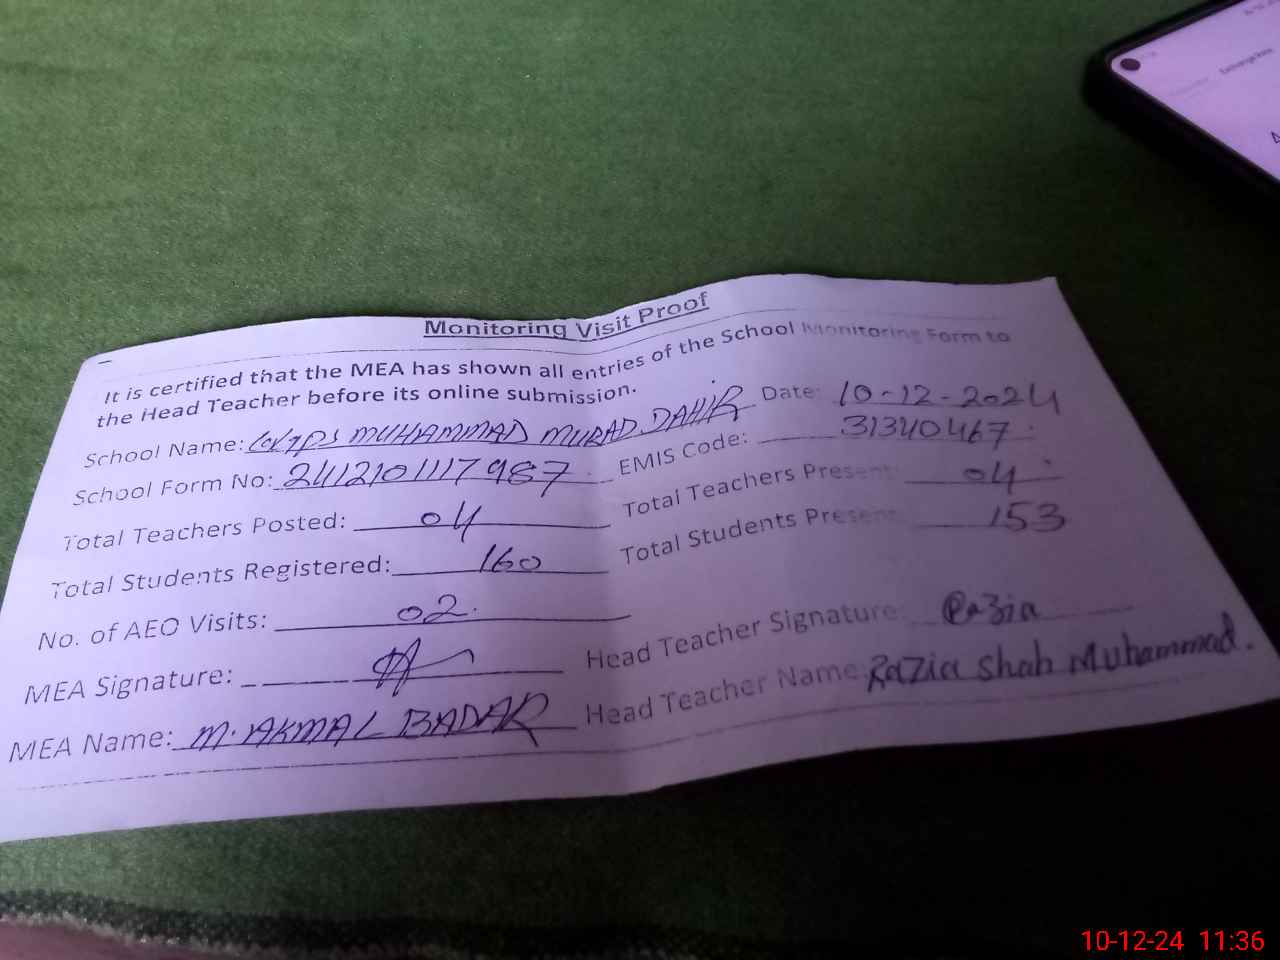 Monitoring Visit Proof
It is certified that the MEA has shown all entries of the School Monitoring Form to
the Head Teacher before its online submission.
School Name: MUHAMMAD MURAD DAHIR Date: 10-12-2024
School Form No: 2412101117987 EMIS Code: 31340467
Total Teachers Posted: 04 Total Teachers Present: 04
Total Students Registered: 160 Total Students Present: 153
No. of AEO Visits: 02
MEA Signature: Head Teacher Signature: Razia
MEA Name: M. AKMAL BADAR Head Teacher Name: Razia Shah Muhammad.
10-12-24 11:36